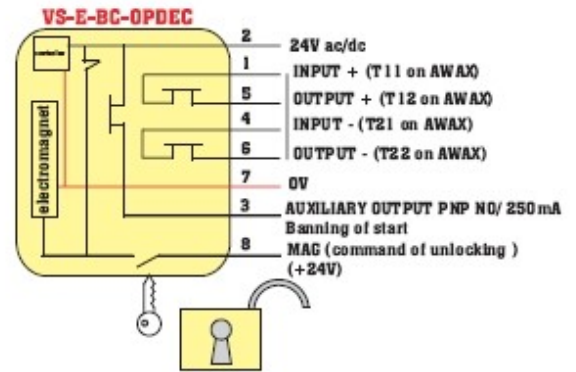 VS-E-BC-OPDEC
2 24V ac/dc
1 INPUT + (T11 on AWAX)
5 OUTPUT + (T12 on AWAX)
4 INPUT - (T21 on AWAX)
6 OUTPUT - (T22 on AWAX)
7 0V
3 AUXILIARY OUTPUT PNP NO/ 250mA
Banning of start
8 MAG (command of unlocking )
(+24V)
electromagnet